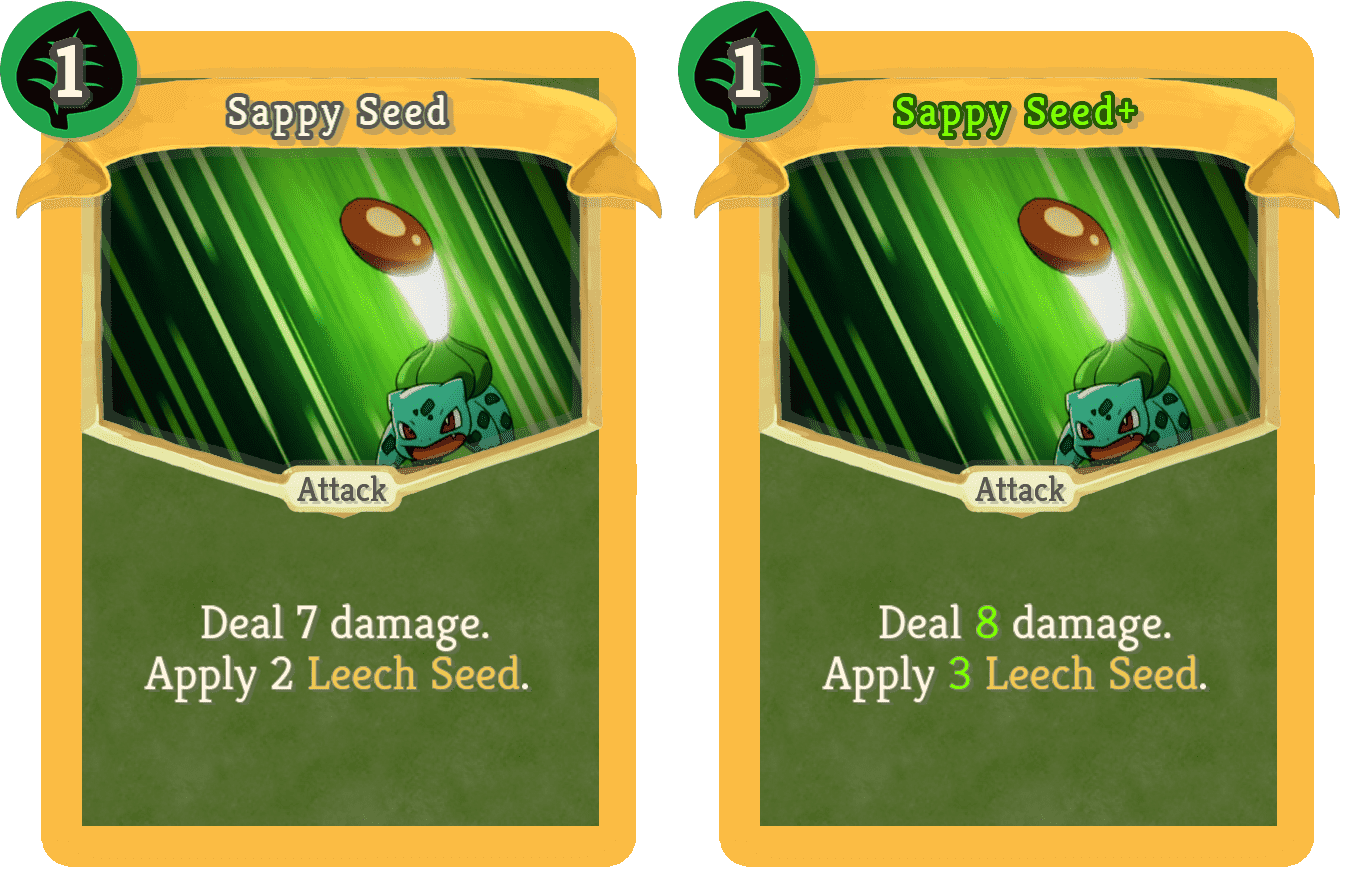 1
Sappy Seed
Attack
Deal 7 damage.
Apply 2 Leech Seed.
1
Sappy Seed+
Attack
Deal 8 damage.
Apply 3 Leech Seed.